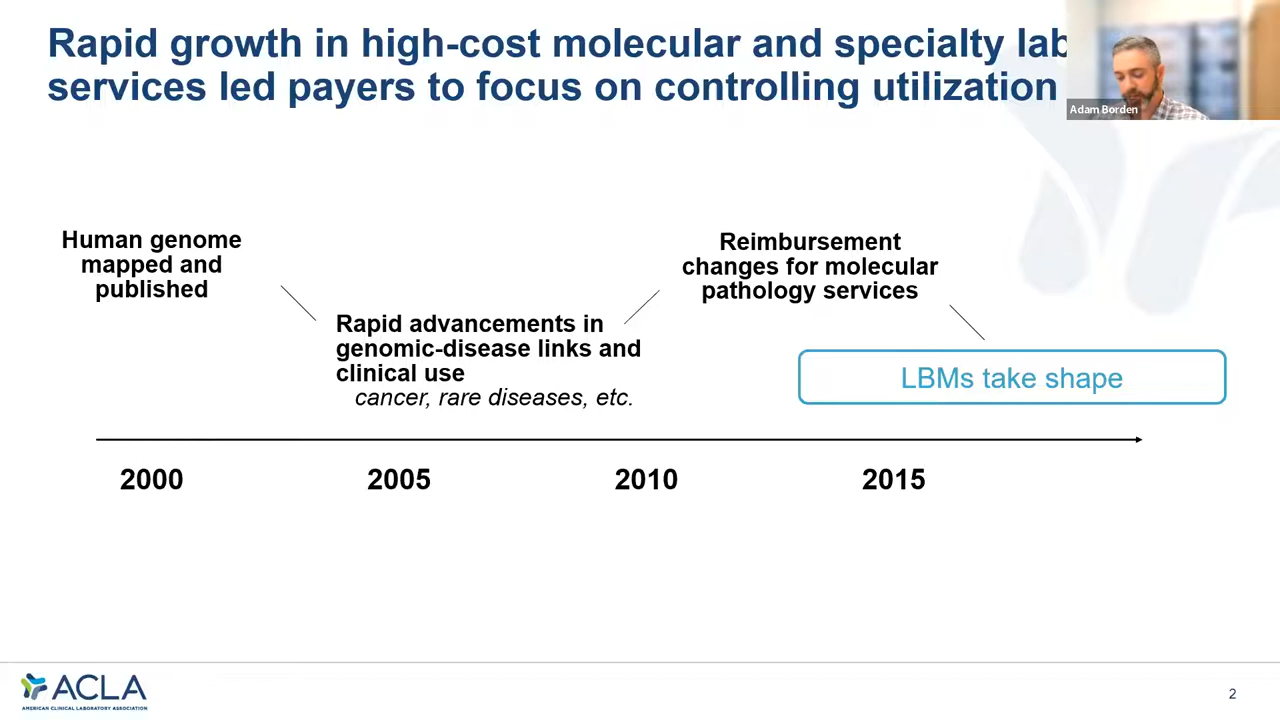 Rapid growth in high-cost molecular and specialty lab
services led payers to focus on controlling utilization
Adam Borden
Human genome
mapped and
published
Rapid advancements in
genomic-disease links and
clinical use
cancer, rare diseases, etc.
Reimbursement
changes for molecular
pathology services
LBMs take shape
2000
2005
2010
2015
ACLA
AMERICAN CLINICAL LABORATORY ASSOCIATION
2